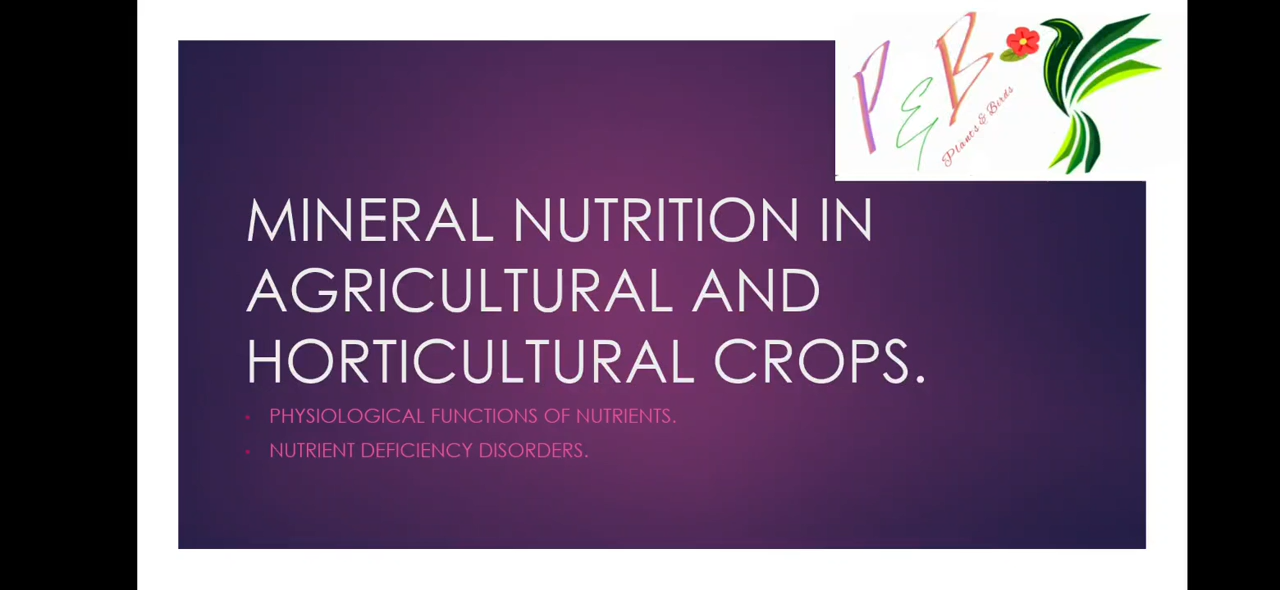 P & B
Plants & Birds
MINERAL NUTRITION IN
AGRICULTURAL AND
HORTICULTURAL CROPS.
• PHYSIOLOGICAL FUNCTIONS OF NUTRIENTS.
• NUTRIENT DEFICIENCY DISORDERS.